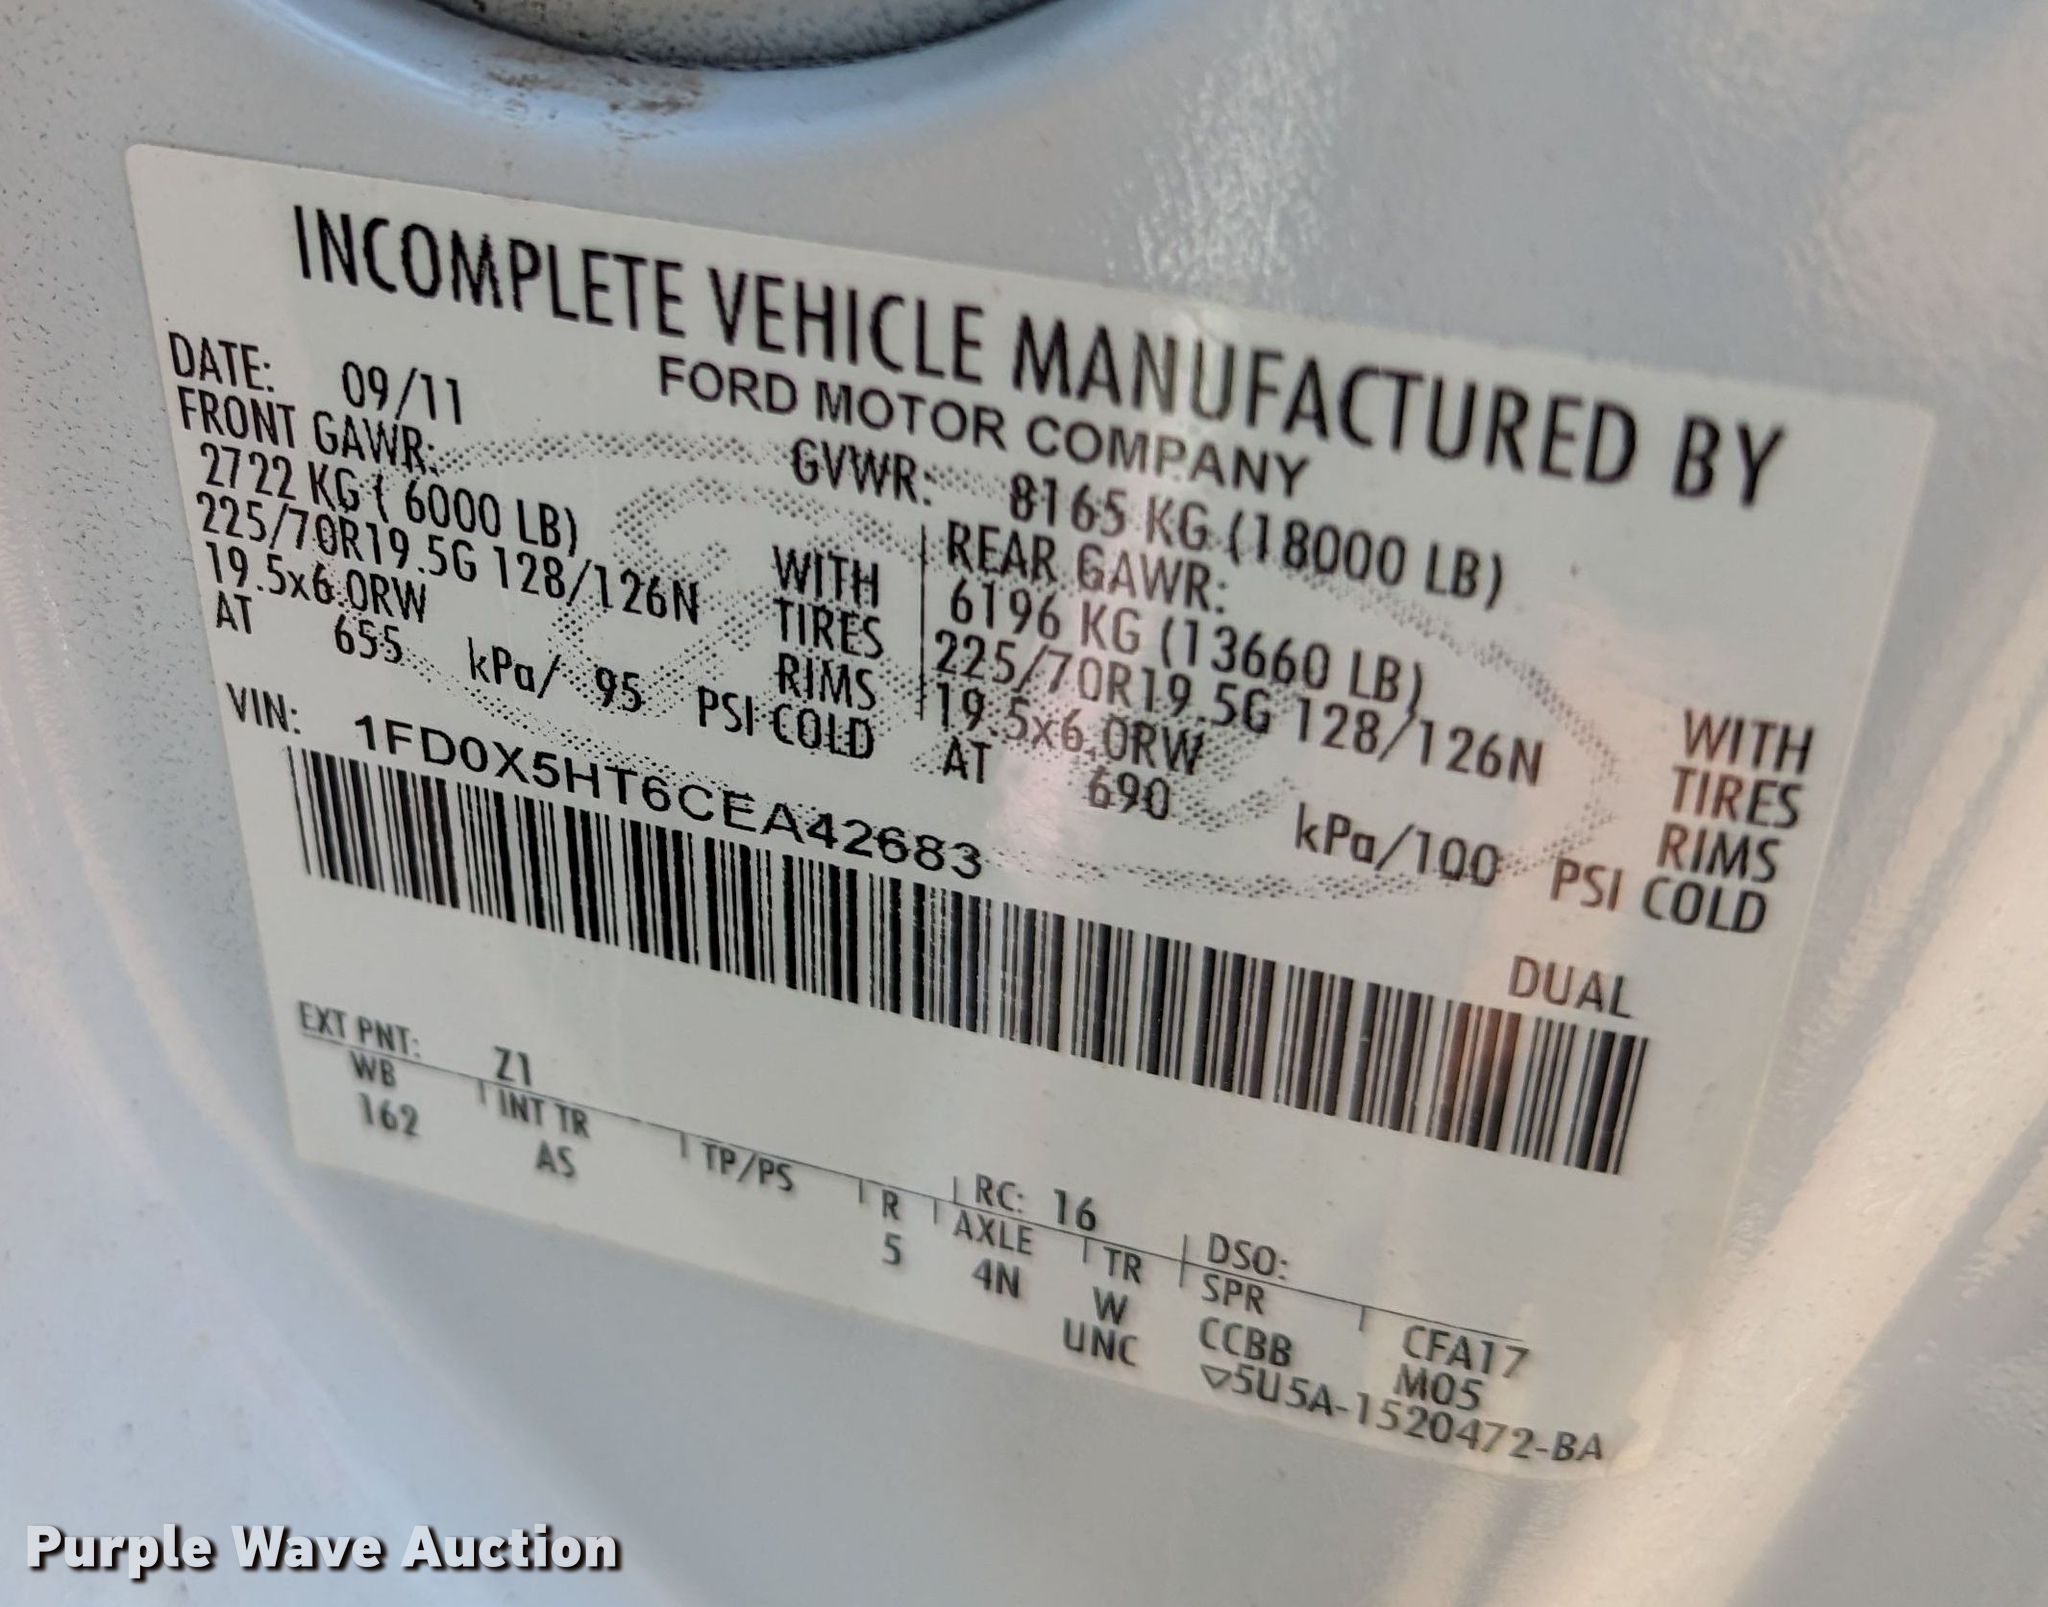 INCOMPLETE VEHICLE MANUFACTURED BY
FORD MOTOR COMPANY
DATE: 09/11 GVWR: 8165 KG (18000 LB)
FRONT GAWR: REAR GAWR:
2722 KG ( 6000 LB) WITH 6196 KG (13660 LB) WITH
225/70R19.5G 128/126N TIRES 225/70R19.5G 128/126N TIRES
19.5x6.0RW RIMS 19.5x6.0RW RIMS
AT 655 kPa/ 95 PSI COLD AT 690 kPa/100 PSI COLD
VIN: 1FD0X5HT6CEA42683 DUAL
EXT PNT: Z1 RC: 16 DSO:
WB INT TR TP/PS R AXLE TR SPR CFA17
162 AS 5 4N W CCBB M05
UNC ▽5U5A-1520472-BA
Purple Wave Auction